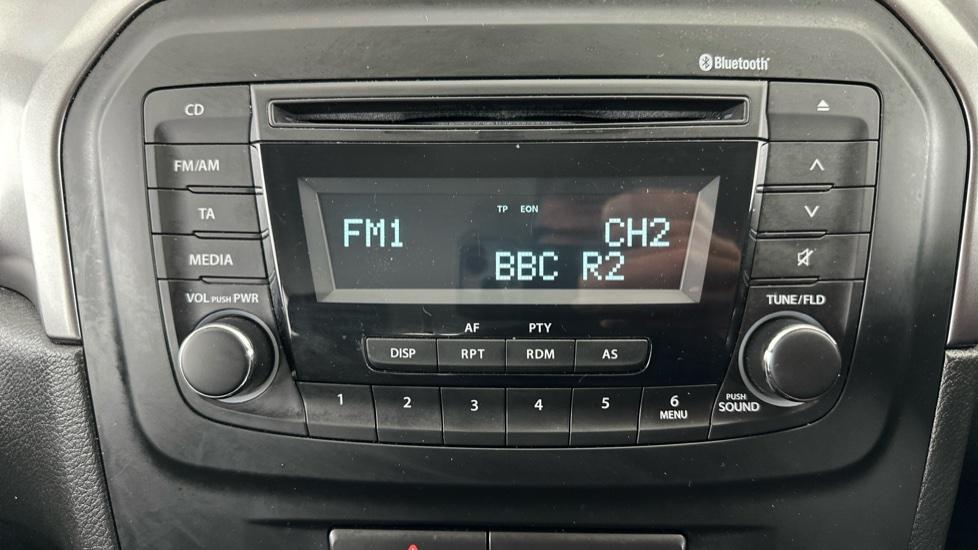 Bluetooth
CD
FM/AM
TA
MEDIA
VOL PUSH PWR
TP EON
FM1 CH2
BBC R2
TUNE/FLD
AF PTY
DISP RPT RDM AS
1 2 3 4 5 6
MENU
PUSH
SOUND